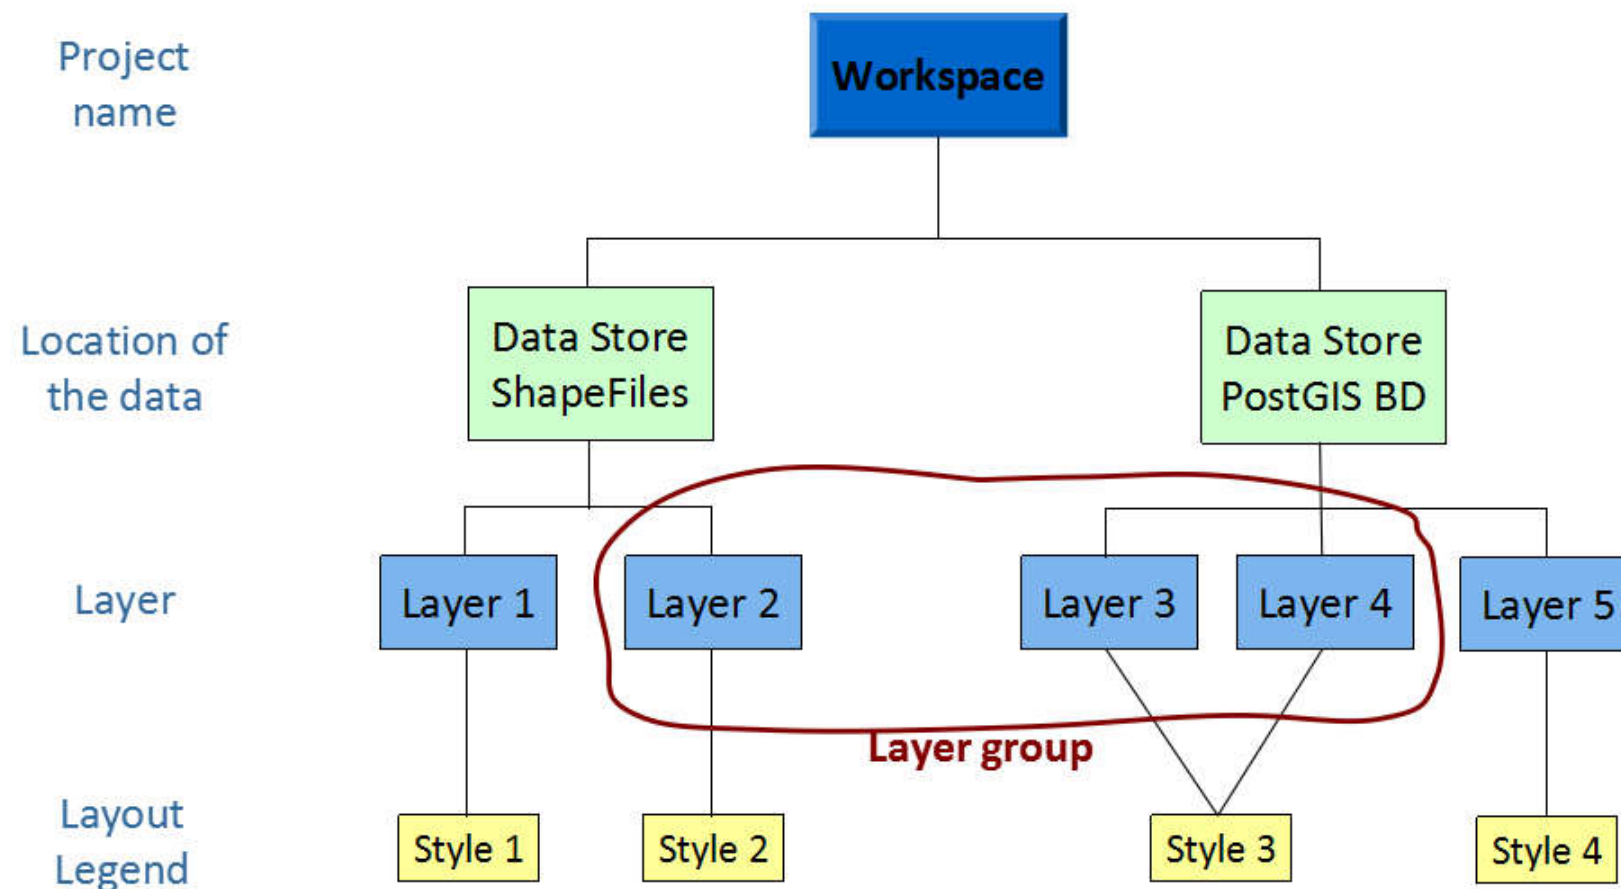 Project
name
Workspace
Location of
the data
Data Store
ShapeFiles
Data Store
PostGIS BD
Layer
Layer 1
Layer 2
Layer 3
Layer 4
Layer 5
Layer group
Layout
Legend
Style 1
Style 2
Style 3
Style 4